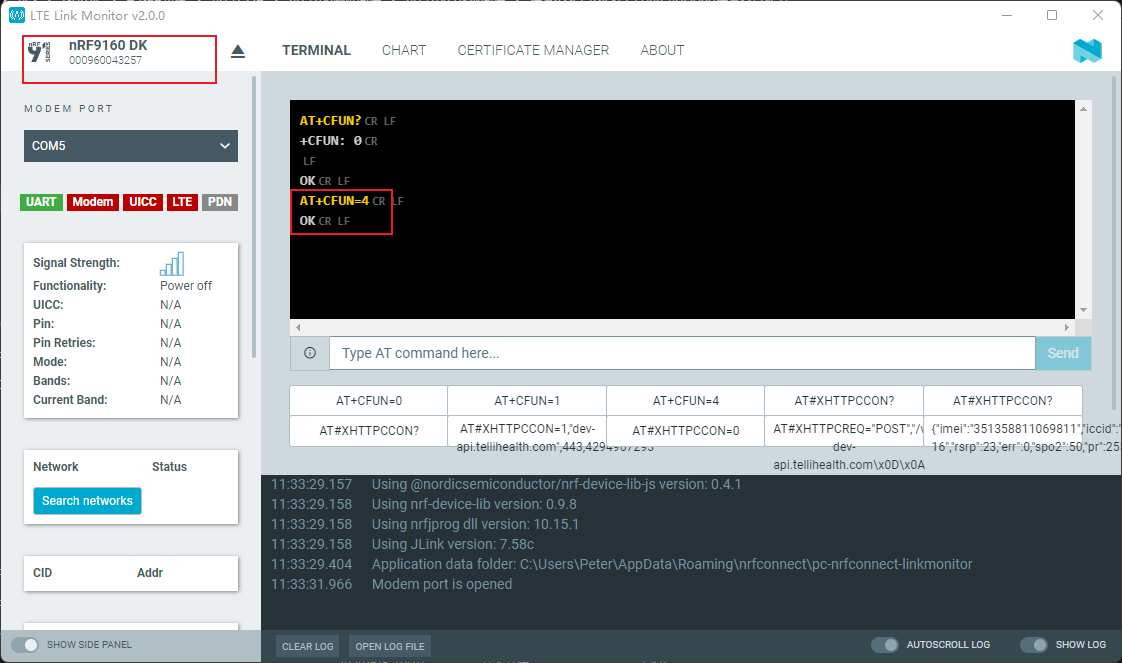 LTE Link Monitor v2.0.0
nRF9160 DK
000960043257
TERMINAL
CHART
CERTIFICATE MANAGER
ABOUT
MODEM PORT
COM5
UART Modem UICC LTE PDN
Signal Strength:
Functionality: Power off
UICC: N/A
Pin: N/A
Pin Retries: N/A
Mode: N/A
Bands: N/A
Current Band: N/A
Network Status
Search networks
CID Addr
SHOW SIDE PANEL
AT+CFUN? CR LF
+CFUN: 0 CR
LF
OK CR LF
AT+CFUN=4 CR LF
OK CR LF
Type AT command here...
Send
AT+CFUN=0
AT+CFUN=1
AT+CFUN=4
AT#XHTTPCCON?
AT#XHTTPCCON?
AT#XHTTPCCON?
AT#XHTTPCCON=1,"dev-
api.tellihealth.com",443,4294967295
AT#XHTTPCCON=0
AT#XHTTPCREQ="POST","/
dev-
api.tellihealth.com\x0D\x0A
{"imei":"351358811069811","iccid":"
16","rsrp":23,"err":0,"spo2":50,"pr":25
11:33:29.157 Using @nordicsemiconductor/nrf-device-lib-js version: 0.4.1
11:33:29.158 Using nrf-device-lib version: 0.9.8
11:33:29.158 Using nrfjprog dll version: 10.15.1
11:33:29.158 Using JLink version: 7.58c
11:33:29.404 Application data folder: C:\Users\Peter\AppData\Roaming\nrfconnect\pc-nrfconnect-linkmonitor
11:33:31.966 Modem port is opened
CLEAR LOG
OPEN LOG FILE
AUTOSCROLL LOG
SHOW LOG